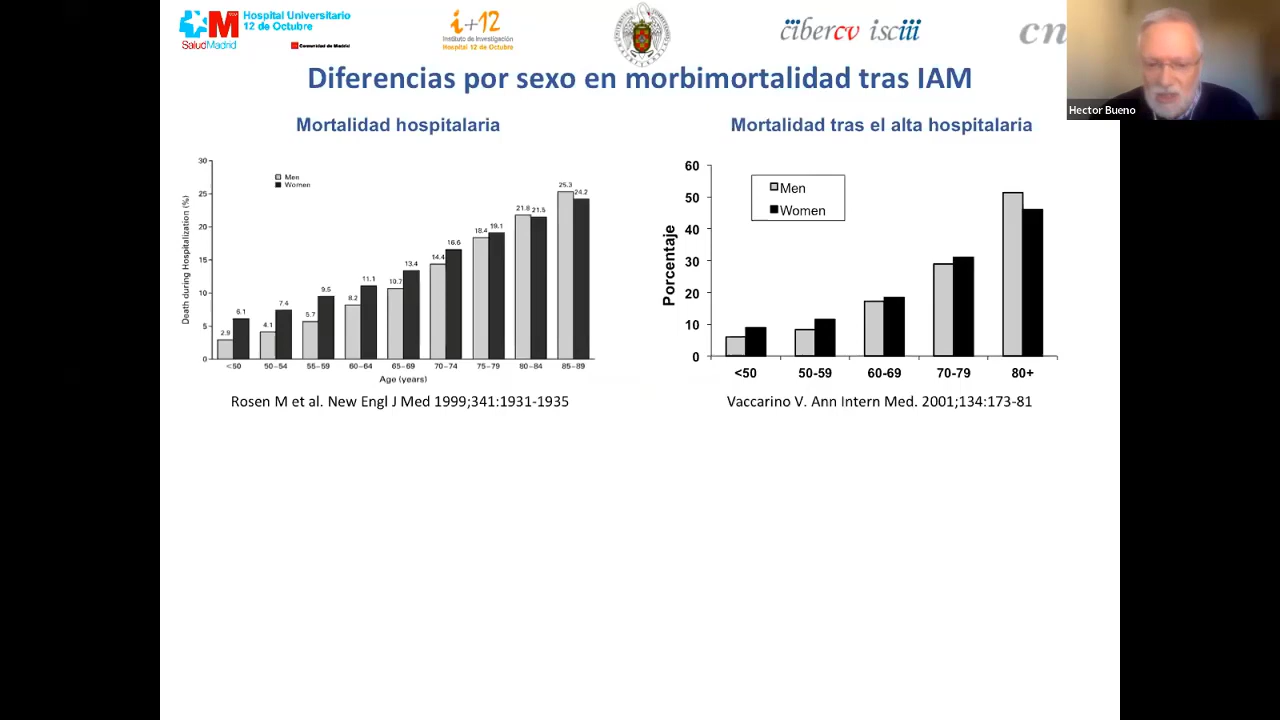 Hospital Universitario
12 de Octubre
SaludMadrid
Comunidad de Madrid
i+12
Instituto de Investigación
Hospital 12 de Octubre
cibercv isciii
cn
Hector Bueno
Diferencias por sexo en morbimortalidad tras IAM
Mortalidad hospitalaria
Death during Hospitalization (%)
30
25
20
15
10
5
0
Men
Women
2.9
6.1
4.1
7.4
5.7
9.5
8.2
11.1
10.7
13.4
14.4
16.6
18.4
19.1
21.8
21.5
25.3
24.2
<50
50–54
55–59
60–64
65–69
70–74
75–79
80–84
85–89
Age (years)
Rosen M et al. New Engl J Med 1999;341:1931-1935
Mortalidad tras el alta hospitalaria
Porcentaje
60
50
40
30
20
10
0
Men
Women
<50
50-59
60-69
70-79
80+
Vaccarino V. Ann Intern Med. 2001;134:173-81